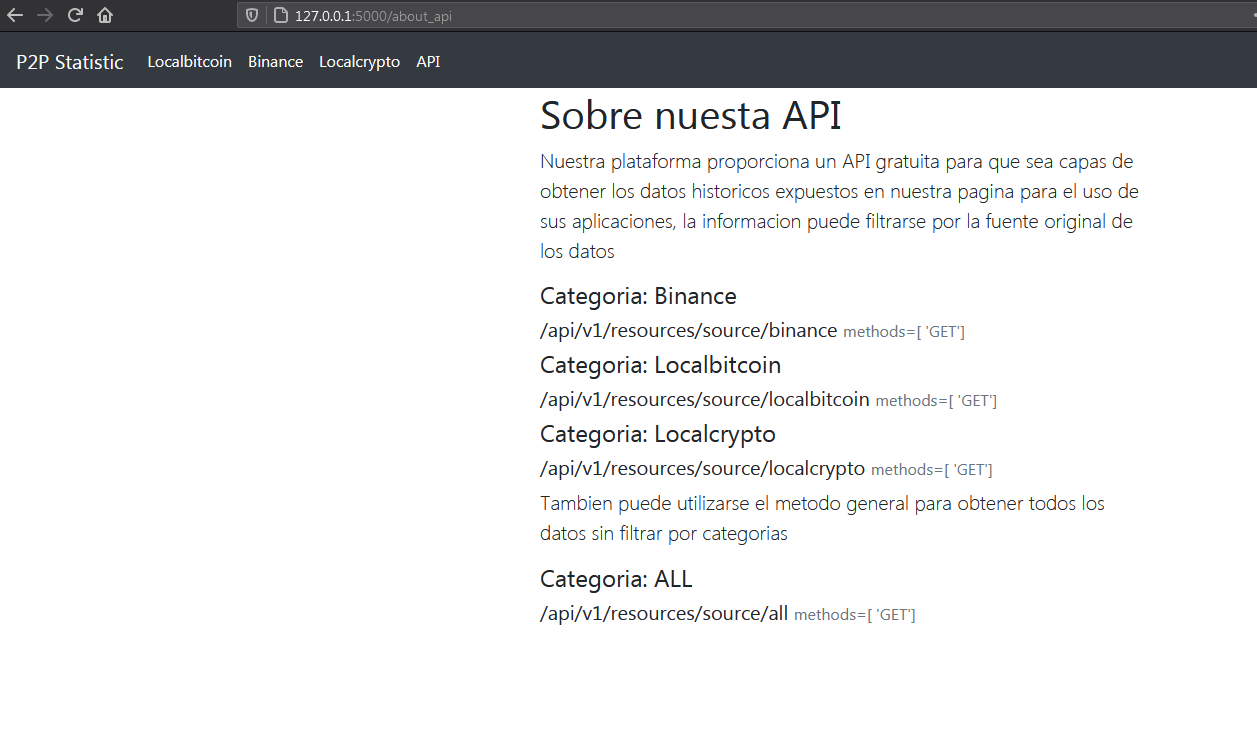 127.0.0.1:5000/about_api
P2P Statistic Localbitcoin Binance Localcrypto API
Sobre nuesta API
Nuestra plataforma proporciona un API gratuita para que sea capas de
obtener los datos historicos expuestos en nuestra pagina para el uso de
sus aplicaciones, la informacion puede filtrarse por la fuente original de
los datos
Categoria: Binance
/api/v1/resources/source/binance methods=[ 'GET']
Categoria: Localbitcoin
/api/v1/resources/source/localbitcoin methods=[ 'GET']
Categoria: Localcrypto
/api/v1/resources/source/localcrypto methods=[ 'GET']
Tambien puede utilizarse el metodo general para obtener todos los
datos sin filtrar por categorias
Categoria: ALL
/api/v1/resources/source/all methods=[ 'GET']